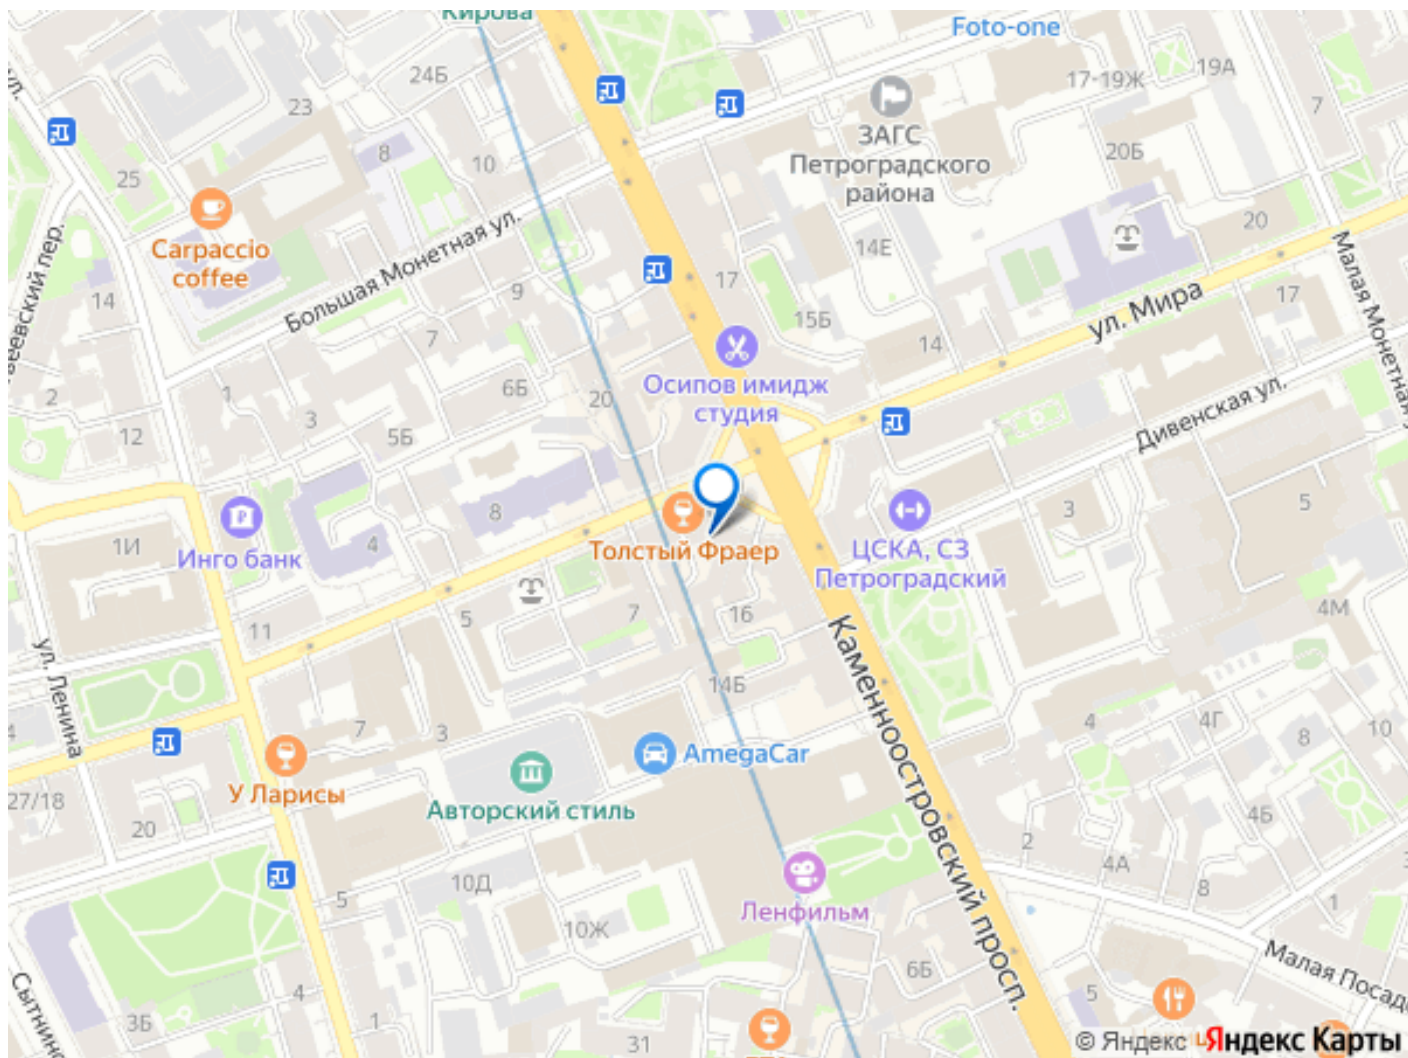 Кирова
Foto-one
24Б
17-19Ж
19А
ул.
23
7
ЗАГС
Петроградского
района
8
10
20Б
25
20
Carpaccio
coffee
Большая Монетная ул.
14Е
Малая Монетная ул.
14
9
17
ул. Мира
17
15Б
7
14
Осипов имидж
студия
2
1
6Б
20
3
Дивенская ул.
12
5Б
8
3
5
Инго банк
1И
4
Толстый Фраер
ЦСКА, СЗ
Петроградский
16
4М
11
5
7
ул. Ленина
Каменноостровский просп.
14Б
4
4Г
10
7
3
8
AmegaCar
У Ларисы
Авторский стиль
27/18
20
4Б
2
4А
10Д
8
5
Ленфильм
1
10Ж
6Б
Малая Посадс
Сытнинс
4
5
3Б
1
31
© Яндекс Яндекс Карты